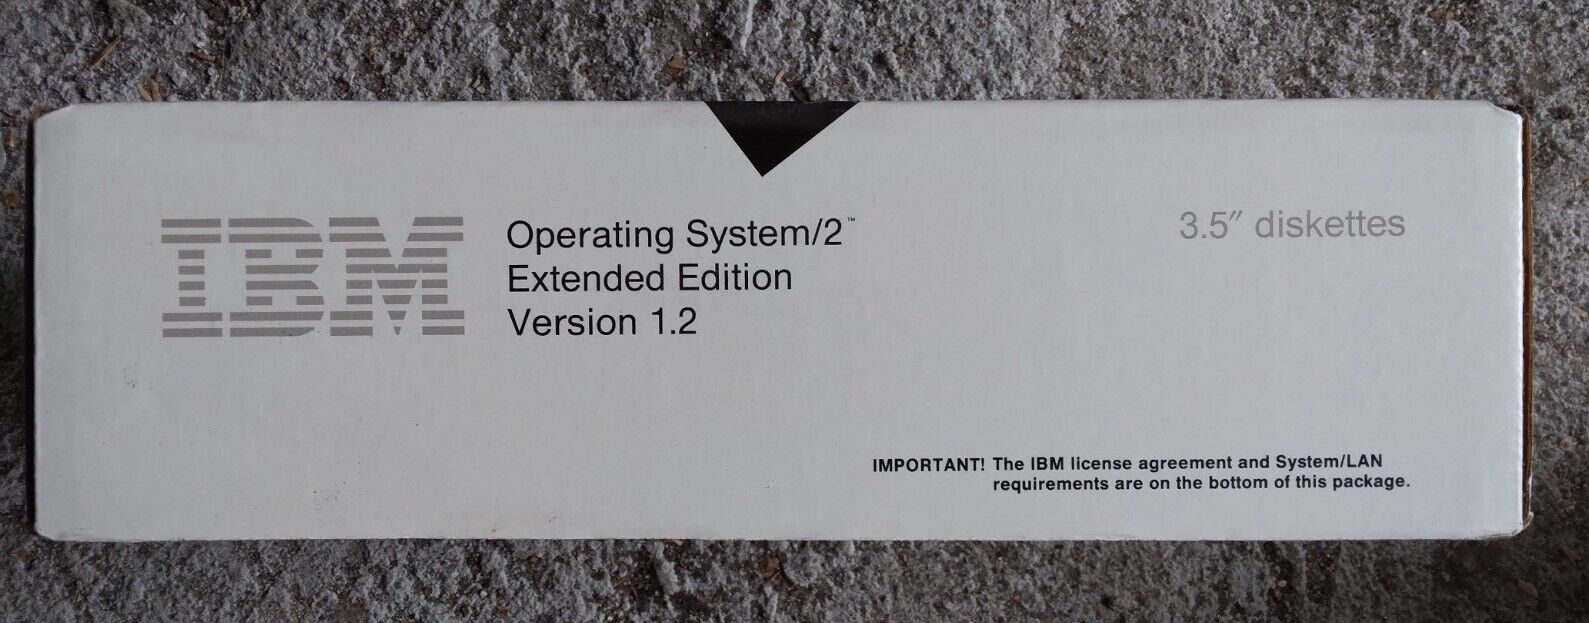 IBM
Operating System/2™
Extended Edition
Version 1.2
3.5″ diskettes
IMPORTANT! The IBM license agreement and System/LAN
requirements are on the bottom of this package.